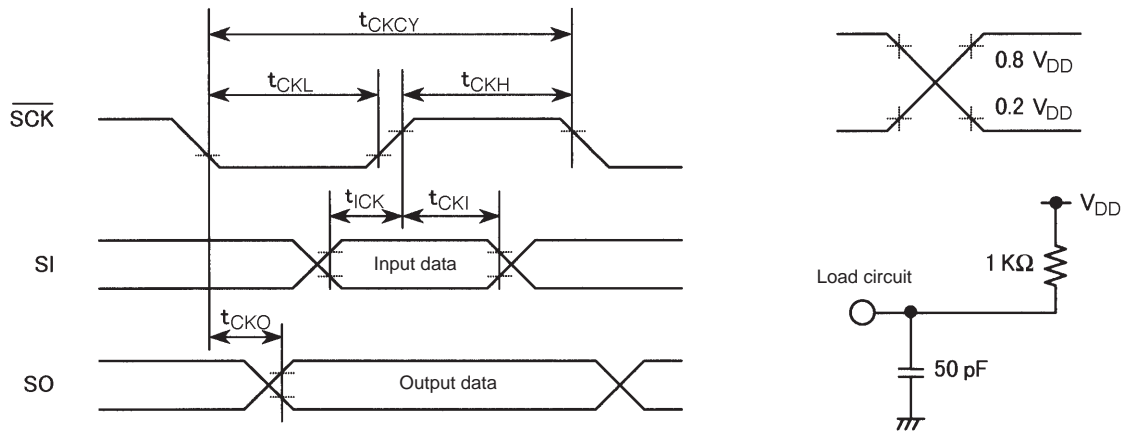 tCKCY
tCKL
tCKH
SCK
tICK
tCKI
SI
Input data
tCKO
SO
Output data
0.8 VDD
0.2 VDD
VDD
1 KΩ
Load circuit
50 pF